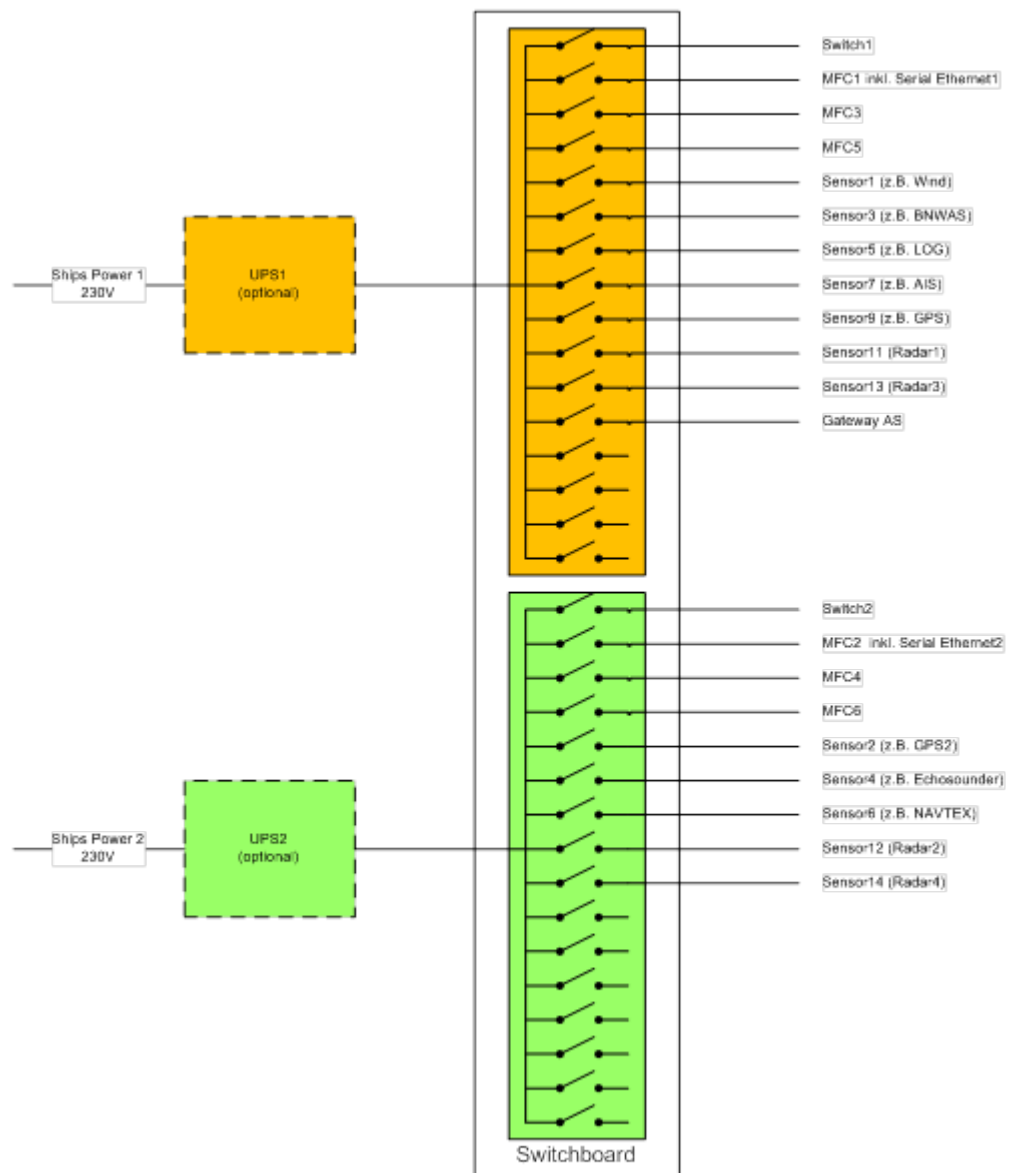 Switch1
MFC1 inkl. Serial Ethernet1
MFC3
MFC5
Sensor1 (z.B. Wind)
Sensor3 (z.B. BNWAS)
Sensor5 (z.B. LOG)
Ships Power 1
230V
UPS1
(optional)
Sensor7 (z.B. AIS)
Sensor9 (z.B. GPS)
Sensor11 (Radar1)
Sensor13 (Radar3)
Gateway AS
Switch2
MFC2 inkl. Serial Ethernet2
MFC4
MFC6
Sensor2 (z.B. GPS2)
Sensor4 (z.B. Echosounder)
Sensor6 (z.B. NAVTEX)
Ships Power 2
230V
UPS2
(optional)
Sensor12 (Radar2)
Sensor14 (Radar4)
Switchboard